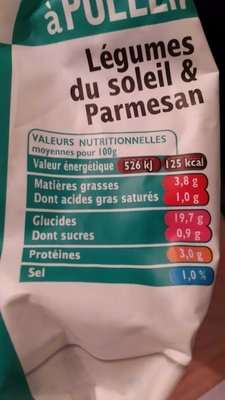 à POÊLER
Légumes
du soleil &
Parmesan
VALEURS NUTRITIONNELLES
moyennes pour 100g
Valeur énergétique 526 kJ 125 kcal
Matières grasses 3,8 g
Dont acides gras saturés 1,0 g
Glucides 19,7 g
Dont sucres 0,9 g
Protéines 3,0 g
Sel 1,0 %